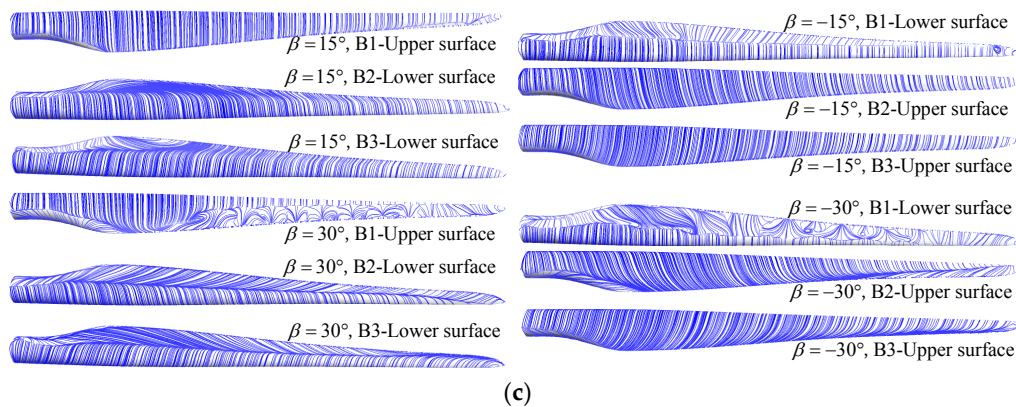 β = 15°, B1-Upper surface
β = 15°, B2-Lower surface
β = 15°, B3-Lower surface
β = 30°, B1-Upper surface
β = 30°, B2-Lower surface
β = 30°, B3-Lower surface
β = −15°, B1-Lower surface
β = −15°, B2-Upper surface
β = −15°, B3-Upper surface
β = −30°, B1-Lower surface
β = −30°, B2-Upper surface
β = −30°, B3-Upper surface
(c)